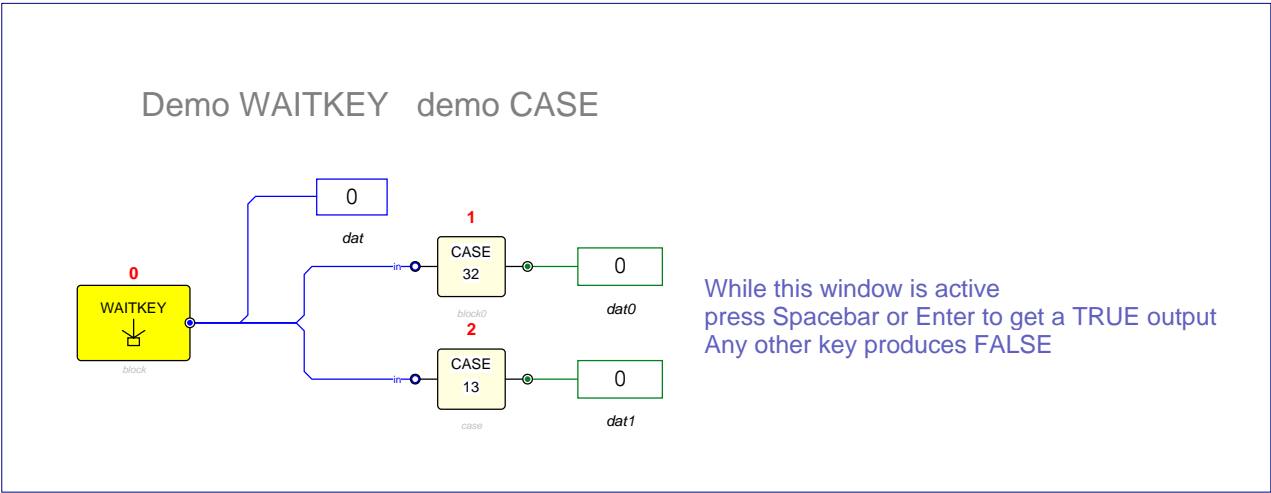 Demo WAITKEY demo CASE
0
dat
1
CASE
32
in
block0
0
dat0
0
WAITKEY
block
2
CASE
13
in
case
0
dat1
While this window is active
press Spacebar or Enter to get a TRUE output
Any other key produces FALSE